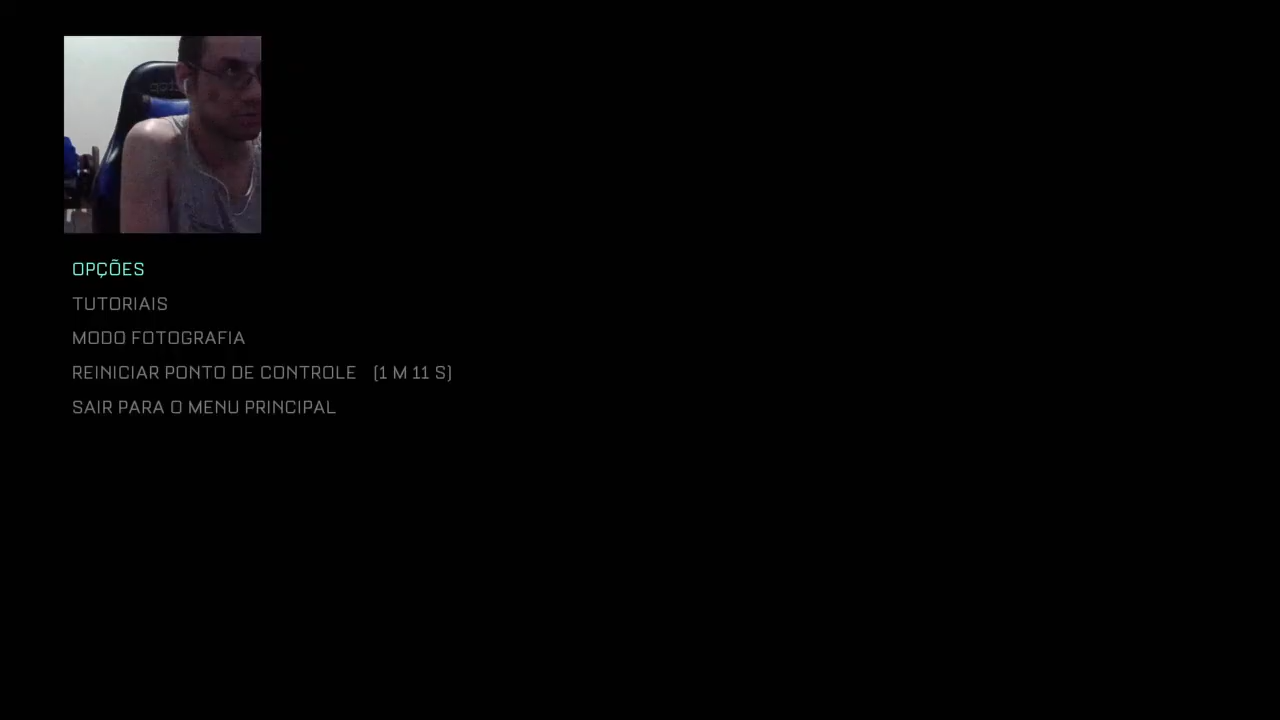 OPÇÕES
TUTORIAIS
MODO FOTOGRAFIA
REINICIAR PONTO DE CONTROLE (1 M 11 S)
SAIR PARA O MENU PRINCIPAL